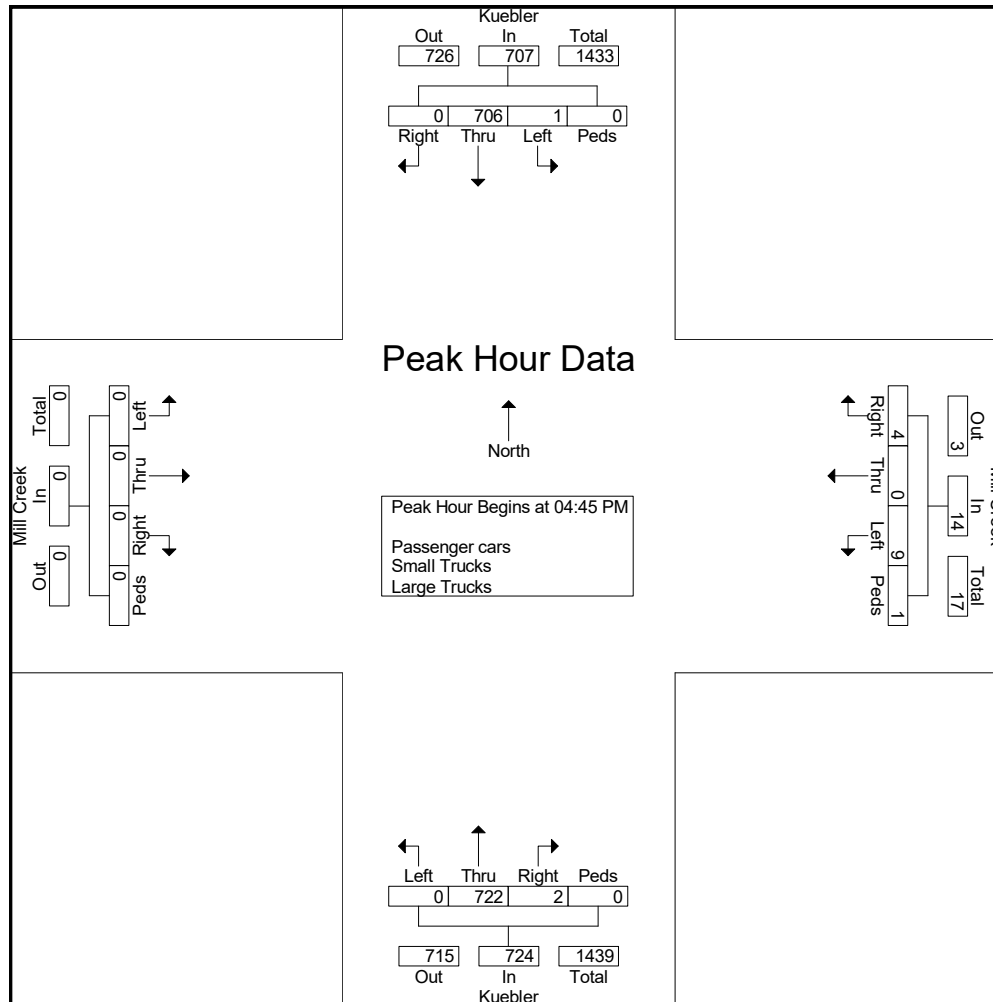 Kuebler
Out In Total
726 707 1433
0 706 1 0
Right Thru Left Peds
Peak Hour Data
North
Peak Hour Begins at 04:45 PM
Passenger cars
Small Trucks
Large Trucks
Mill Creek
Out In Total
0 0 0
Left Thru Right Peds
0 0 0 0
Right Thru Left Peds
4 0 9 1
Out In Total
3 14 17
Left Thru Right Peds
0 722 2 0
715 724 1439
Out In Total
Kuebler